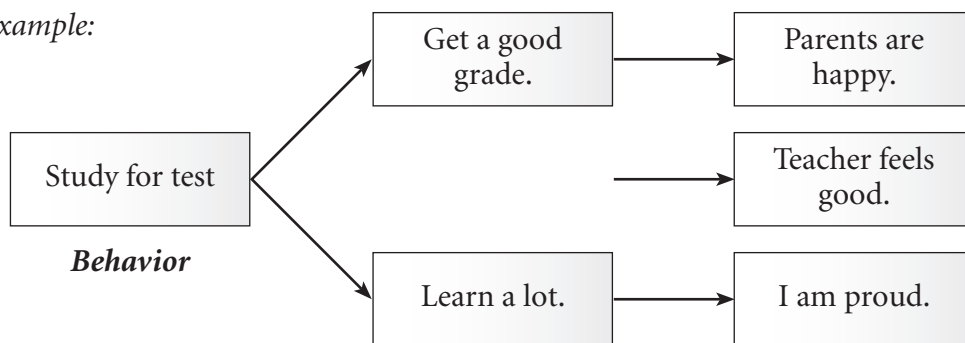 xample:
Get a good
grade.
Parents are
happy.
Study for test
Behavior
Teacher feels
good.
Learn a lot.
I am proud.